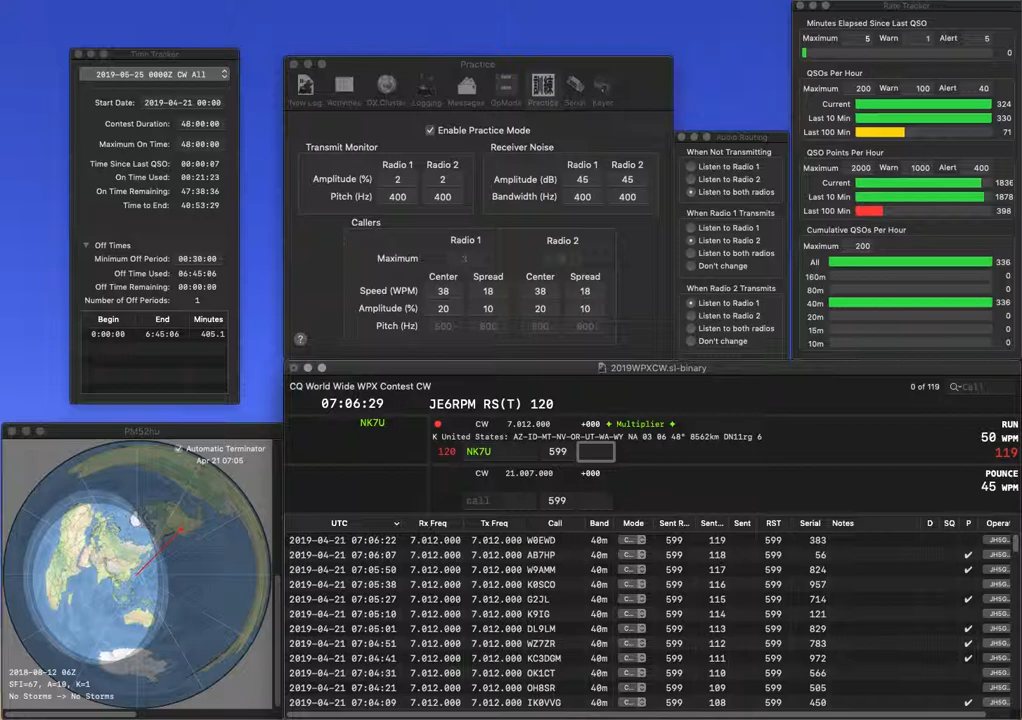 Time Tracker
2019-05-25 0000Z CW All
Start Date: 2019-04-21 00:00
Contest Duration: 48:00:00
Maximum On Time: 48:00:00
Time Since Last QSO: 00:00:07
On Time Used: 00:21:23
On Time Remaining: 47:38:36
Time to End: 40:53:29
Off Times
Minimum Off Period: 00:30:00
Off Time Used: 06:45:06
Off Time Remaining: 00:00:00
Number of Off Periods: 1
Begin End Minutes
0:00:00 6:45:06 405.1
Practice
New Log Activities DX Cluster Logging Messages OpMode Practice Serial Keyer
Enable Practice Mode
Transmit Monitor
Radio 1 Radio 2
Amplitude (%) 2 2
Pitch (Hz) 400 400
Receiver Noise
Radio 1 Radio 2
Amplitude (dB) 45 45
Bandwidth (Hz) 400 400
Callers
Radio 1 Radio 2
Maximum 3
Center Spread Center Spread
Speed (WPM) 38 18 38 18
Amplitude (%) 20 10 20 10
Pitch (Hz) 600 800 600 800
?
Audio Routing
When Not Transmitting
Listen to Radio 1
Listen to Radio 2
Listen to both radios
When Radio 1 Transmits
Listen to Radio 1
Listen to Radio 2
Listen to both radios
Don't change
When Radio 2 Transmits
Listen to Radio 1
Listen to Radio 2
Listen to both radios
Don't change
Rate Tracker
Minutes Elapsed Since Last QSO
Maximum 5 Warn 1 Alert 5
0
QSOs Per Hour
Maximum 200 Warn 100 Alert 40
Current 324
Last 10 Min 330
Last 100 Min 71
QSO Points Per Hour
Maximum 2000 Warn 1000 Alert 400
Current 1836
Last 10 Min 1878
Last 100 Min 398
Cumulative QSOs Per Hour
Maximum 200
All 336
160m 0
80m 0
40m 336
20m 0
15m 0
10m 0
2019WPXCW.sl-binary
CQ World Wide WPX Contest CW
0 of 119
Call
07:06:29 JE6RPM RS(T) 120
NK7U
CW 7.012.000 +000 ✦ Multiplier ✦
RUN
K United States: AZ-ID-MT-NV-OR-UT-WA-WY NA 03 06 48° 8562km DN11rg 6
50 WPM
120 NK7U 599
119
CW 21.007.000 +000
POUNCE
45 WPM
call 599
UTC Rx Freq Tx Freq Call Band Mode Sent R... Sent... Sent RST Serial Notes D SQ P Opera
2019-04-21 07:06:22 7.012.000 7.012.000 W0EWD 40m C... 599 119 599 383 JH5G..
2019-04-21 07:06:07 7.012.000 7.012.000 AB7HP 40m C... 599 118 599 56 ✔ JH5G..
2019-04-21 07:05:50 7.012.000 7.012.000 W9AMM 40m C... 599 117 599 824 ✔ JH5G..
2019-04-21 07:05:38 7.012.000 7.012.000 K0SCO 40m C... 599 116 599 957 JH5G..
2019-04-21 07:05:27 7.012.000 7.012.000 G2JL 40m C... 599 115 599 714 ✔ JH5G..
2019-04-21 07:05:10 7.012.000 7.012.000 K9IG 40m C... 599 114 599 121 JH5G..
2019-04-21 07:05:01 7.012.000 7.012.000 DL9LM 40m C... 599 113 599 829 ✔ JH5G..
2019-04-21 07:04:51 7.012.000 7.012.000 WZ7ZR 40m C... 599 112 599 783 ✔ JH5G..
2019-04-21 07:04:41 7.012.000 7.012.000 KC3DGM 40m C... 599 111 599 972 ✔ JH5G..
2019-04-21 07:04:31 7.012.000 7.012.000 OK1CT 40m C... 599 110 599 566 JH5G..
2019-04-21 07:04:21 7.012.000 7.012.000 OH8SR 40m C... 599 109 599 505 JH5G..
2019-04-21 07:04:09 7.012.000 7.012.000 IK0VVG 40m C... 599 108 599 450 ✔ JH5G..
PM52hu
Automatic Terminator
Apr 21 07:05
2018-08-12 06Z
SFI=67, A=10, K=1
No Storms -> No Storms